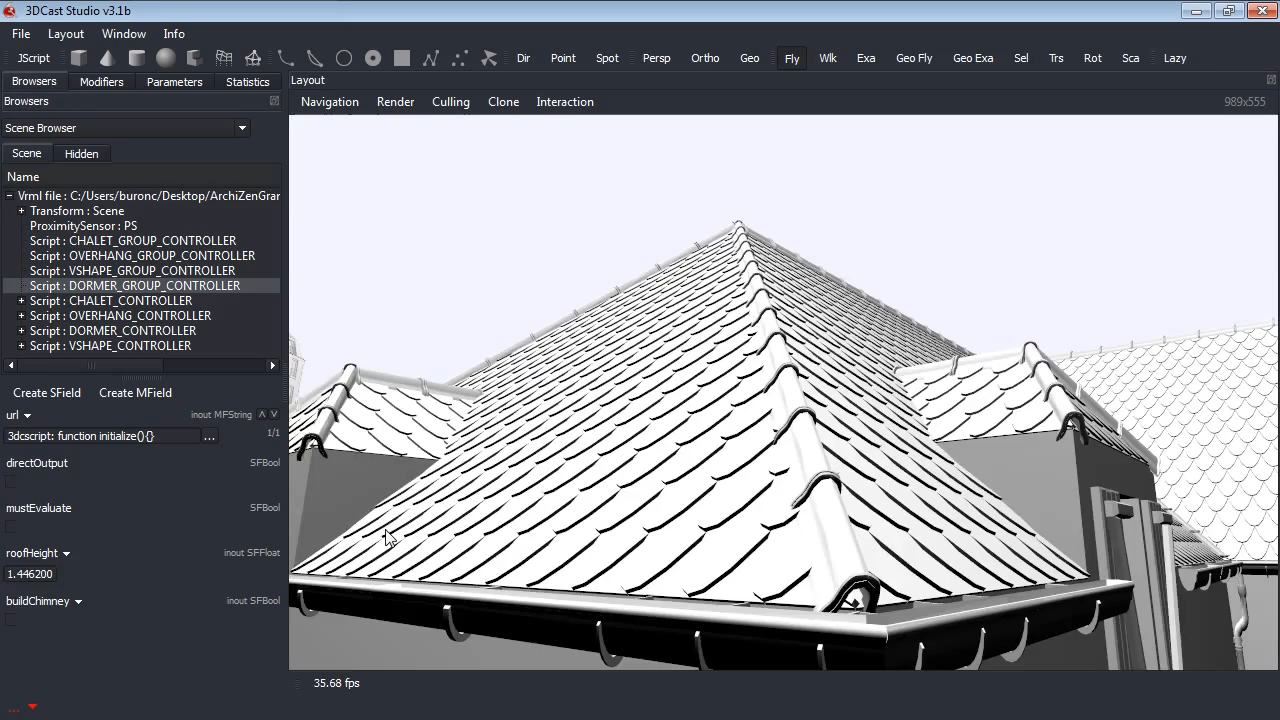 3DCast Studio v3.1b
File Layout Window Info
JScript Dir Point Spot Persp Ortho Geo Fly Wlk Exa Geo Fly Geo Exa Sel Trs Rot Sca Lazy
Browsers Modifiers Parameters Statistics
Browsers
Layout
Navigation Render Culling Clone Interaction 989x555
Scene Browser
Scene Hidden
Name
Vrml file : C:/Users/buronc/Desktop/ArchiZenGrar
Transform : Scene
ProximitySensor : PS
Script : CHALET_GROUP_CONTROLLER
Script : OVERHANG_GROUP_CONTROLLER
Script : VSHAPE_GROUP_CONTROLLER
Script : DORMER_GROUP_CONTROLLER
Script : CHALET_CONTROLLER
Script : OVERHANG_CONTROLLER
Script : DORMER_CONTROLLER
Script : VSHAPE_CONTROLLER
Create SField Create MField
url inout MFString
3dcscript: function initialize(){} ... 1/1
directOutput SFBool
mustEvaluate SFBool
roofHeight inout SFFloat
1.446200
buildChimney inout SFBool
35.68 fps
...